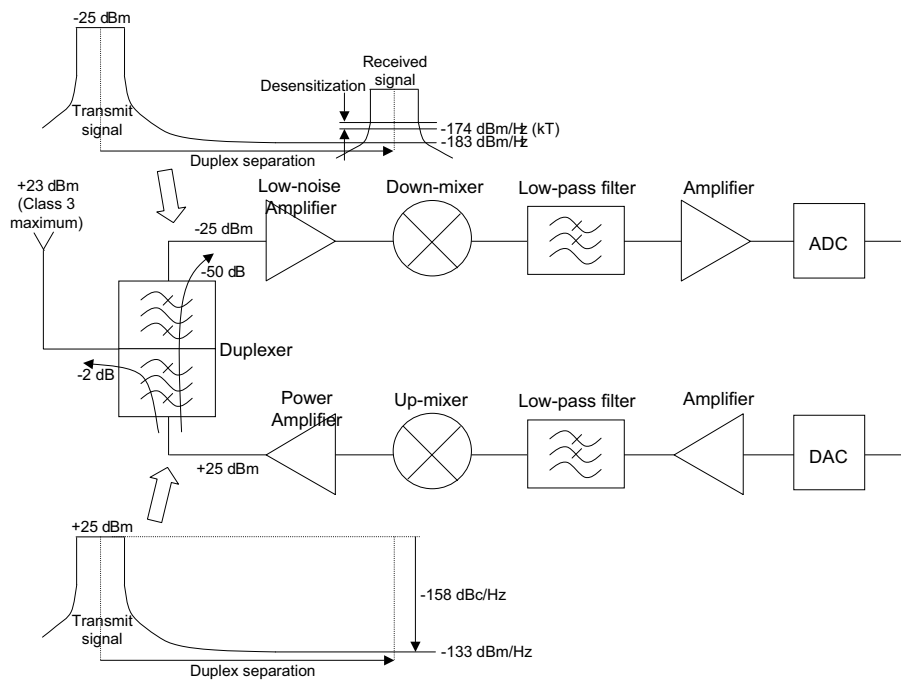 -25 dBm
Received
signal
Desensitization
Transmit
signal
-174 dBm/Hz (kT)
-183 dBm/Hz
Duplex separation
+23 dBm
(Class 3
maximum)
Low-noise
Amplifier
Down-mixer
Low-pass filter
Amplifier
-25 dBm
ADC
-50 dB
Duplexer
-2 dB
Power
Amplifier
Up-mixer
Low-pass filter
Amplifier
+25 dBm
DAC
+25 dBm
-158 dBc/Hz
Transmit
signal
-133 dBm/Hz
Duplex separation